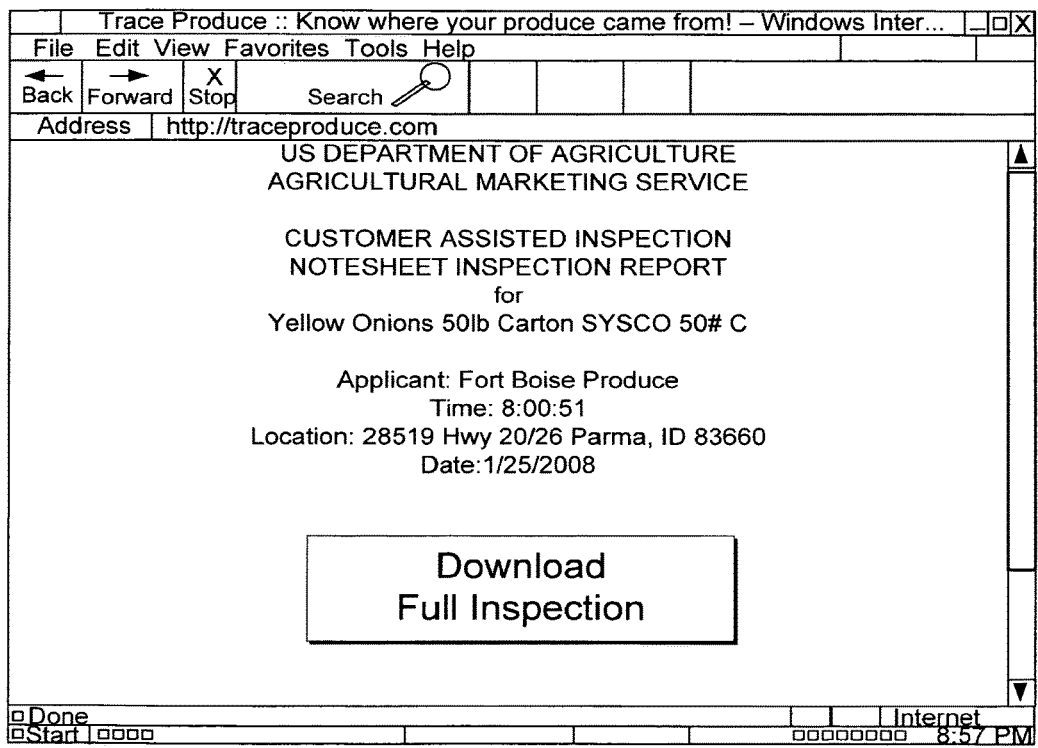 Trace Produce :: Know where your produce came from! – Windows Inter... X
File Edit View Favorites Tools Help
X
Back Forward Stop Search
Address http://traceproduce.com
US DEPARTMENT OF AGRICULTURE
AGRICULTURAL MARKETING SERVICE
CUSTOMER ASSISTED INSPECTION
NOTESHEET INSPECTION REPORT
for
Yellow Onions 50lb Carton SYSCO 50# C
Applicant: Fort Boise Produce
Time: 8:00:51
Location: 28519 Hwy 20/26 Parma, ID 83660
Date:1/25/2008
Download
Full Inspection
Done Internet
Start 8:57 PM